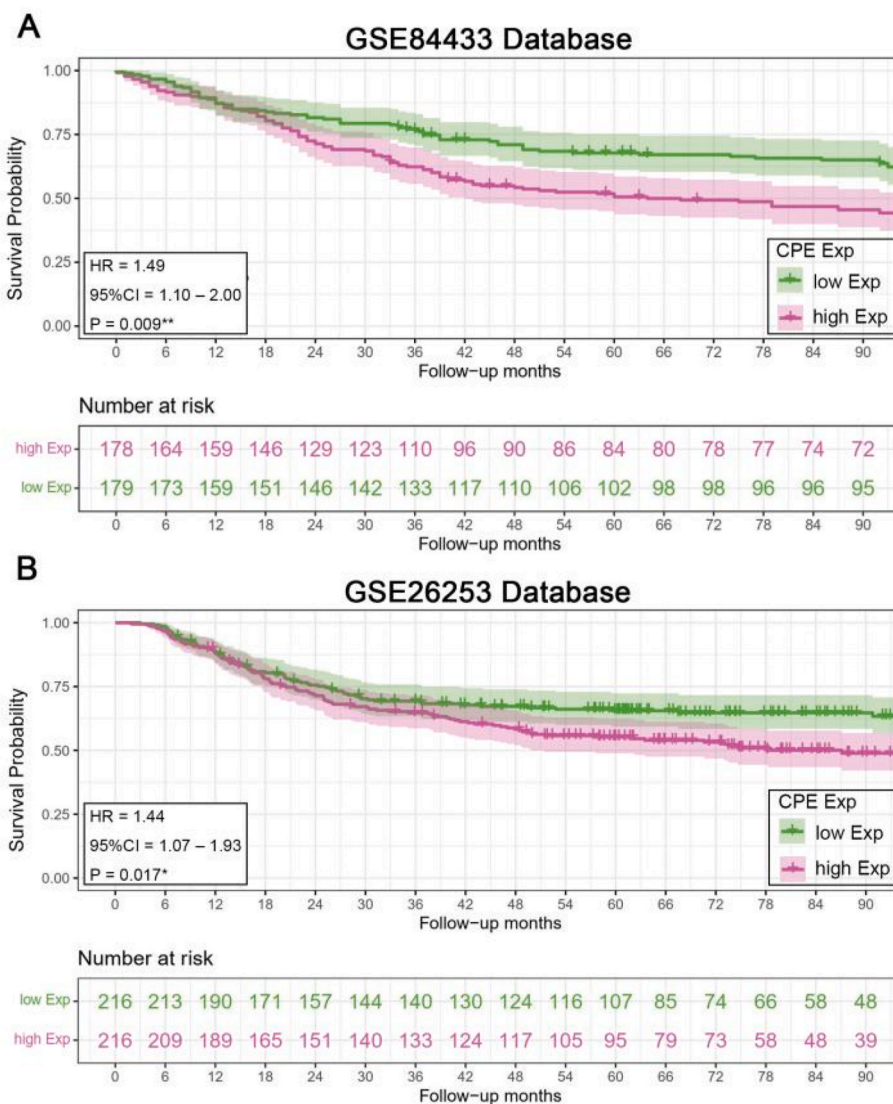 A
GSE84433 Database
Survival Probability
1.00
0.75
0.50
0.25
0.00
HR = 1.49
95%CI = 1.10 – 2.00
P = 0.009**
CPE Exp
low Exp
high Exp
0 6 12 18 24 30 36 42 48 54 60 66 72 78 84 90
Follow-up months
Number at risk
high Exp 178 164 159 146 129 123 110 96 90 86 84 80 78 77 74 72
low Exp 179 173 159 151 146 142 133 117 110 106 102 98 98 96 96 95
0 6 12 18 24 30 36 42 48 54 60 66 72 78 84 90
Follow-up months
B
GSE26253 Database
Survival Probability
1.00
0.75
0.50
0.25
0.00
HR = 1.44
95%CI = 1.07 – 1.93
P = 0.017*
CPE Exp
low Exp
high Exp
0 6 12 18 24 30 36 42 48 54 60 66 72 78 84 90
Follow-up months
Number at risk
low Exp 216 213 190 171 157 144 140 130 124 116 107 85 74 66 58 48
high Exp 216 209 189 165 151 140 133 124 117 105 95 79 73 58 48 39
0 6 12 18 24 30 36 42 48 54 60 66 72 78 84 90
Follow-up months